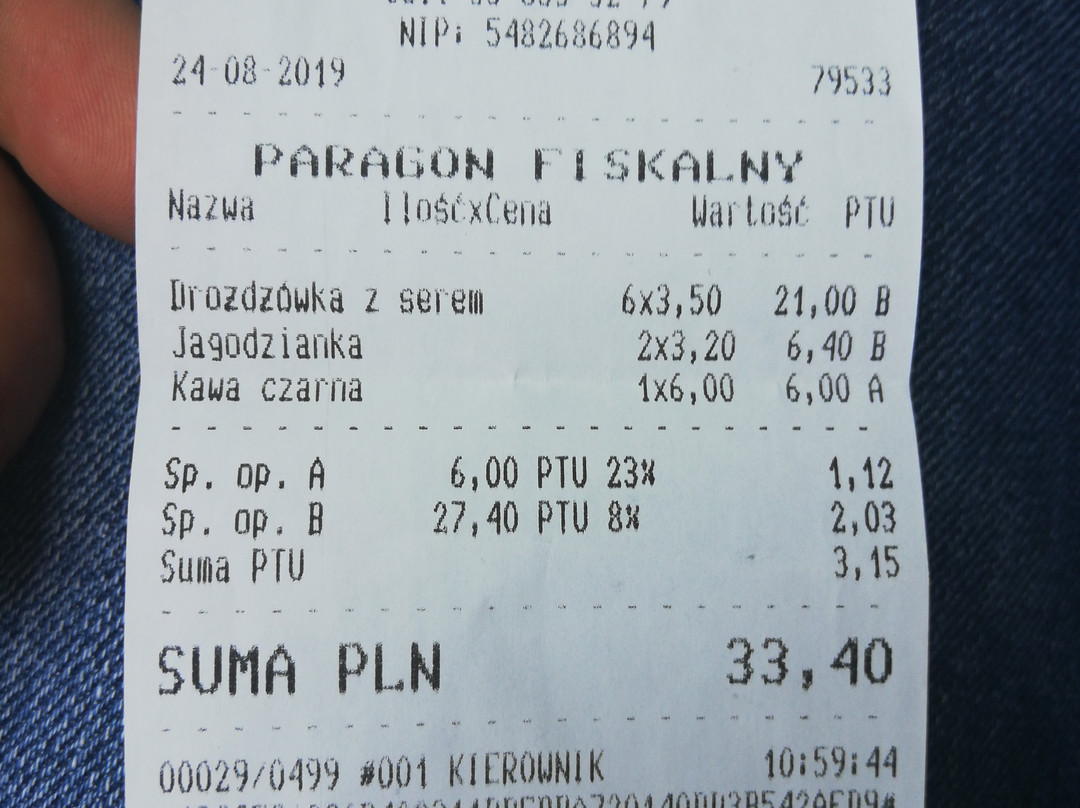 NIP: 5482686894
24-08-2019 79533
PARAGON FISKALNY
Nazwa IlośćxCena Wartość PTU
Drożdżówka z serem 6x3,50 21,00 B
Jagodzianka 2x3,20 6,40 B
Kawa czarna 1x6,00 6,00 A
Sp. op. A 6,00 PTU 23% 1,12
Sp. op. B 27,40 PTU 8% 2,03
Suma PTU 3,15
SUMA PLN 33,40
00029/0499 #001 KIEROWNIK 10:59:44